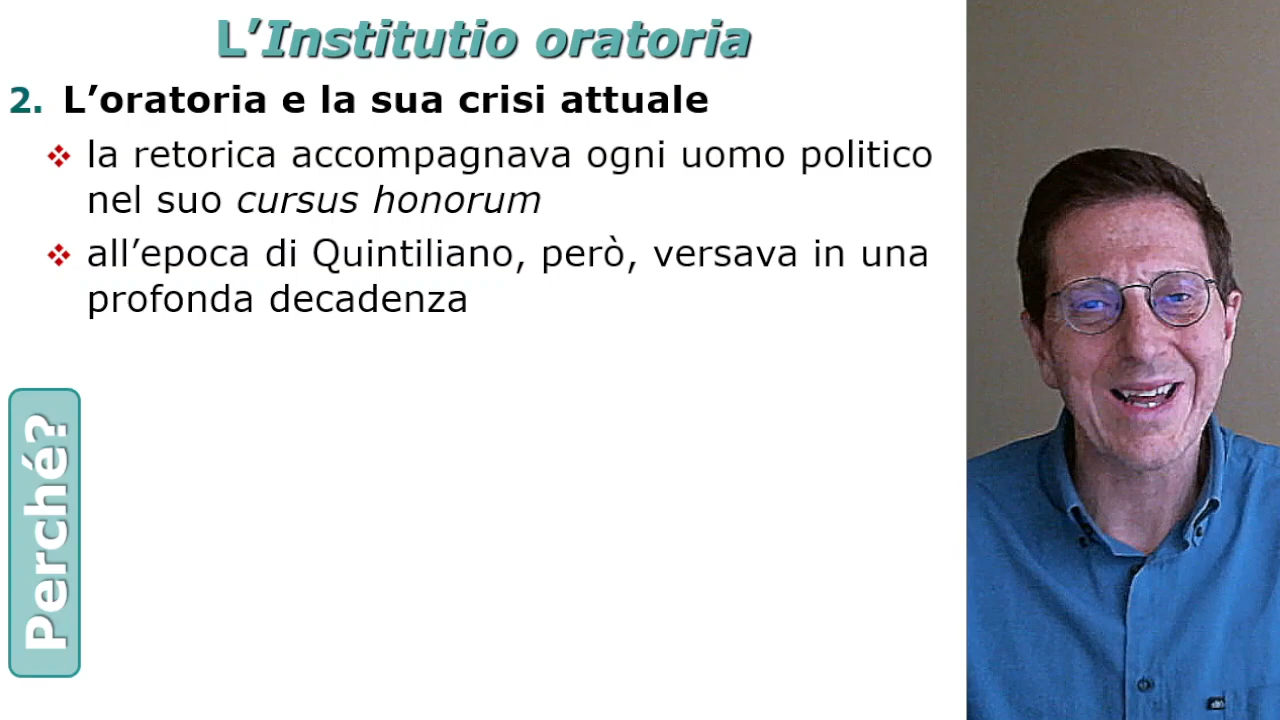 L’Institutio oratoria
2. L’oratoria e la sua crisi attuale
❖ la retorica accompagnava ogni uomo politico
nel suo cursus honorum
❖ all’epoca di Quintiliano, però, versava in una
profonda decadenza
Perché?